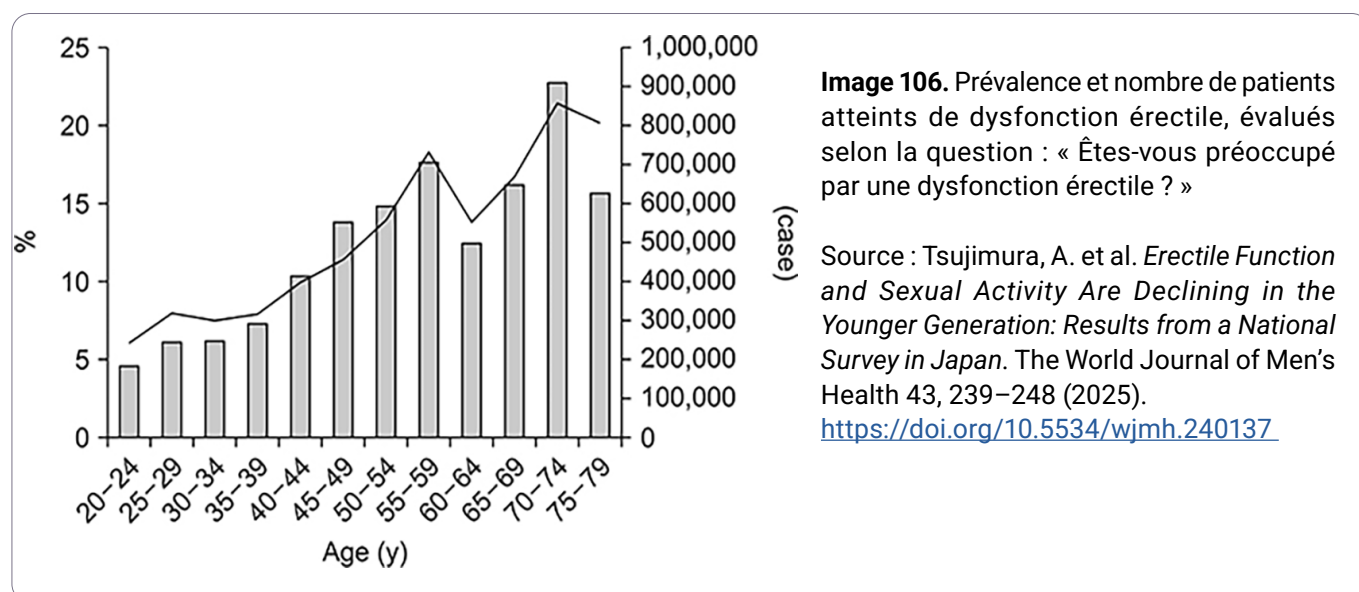 25
20
15
10
5
0
%
1,000,000
900,000
800,000
700,000
600,000
500,000
400,000
300,000
200,000
100,000
0
(case)
20–24
25–29
30–34
35–39
40–44
45–49
50–54
55–59
60–64
65–69
70–74
75–79
Age (y)
Image 106. Prévalence et nombre de patients
atteints de dysfonction érectile, évalués
selon la question : « Êtes-vous préoccupé
par une dysfonction érectile ? »
Source : Tsujimura, A. et al. Erectile Function
and Sexual Activity Are Declining in the
Younger Generation: Results from a National
Survey in Japan. The World Journal of Men’s
Health 43, 239–248 (2025).
https://doi.org/10.5534/wjmh.240137